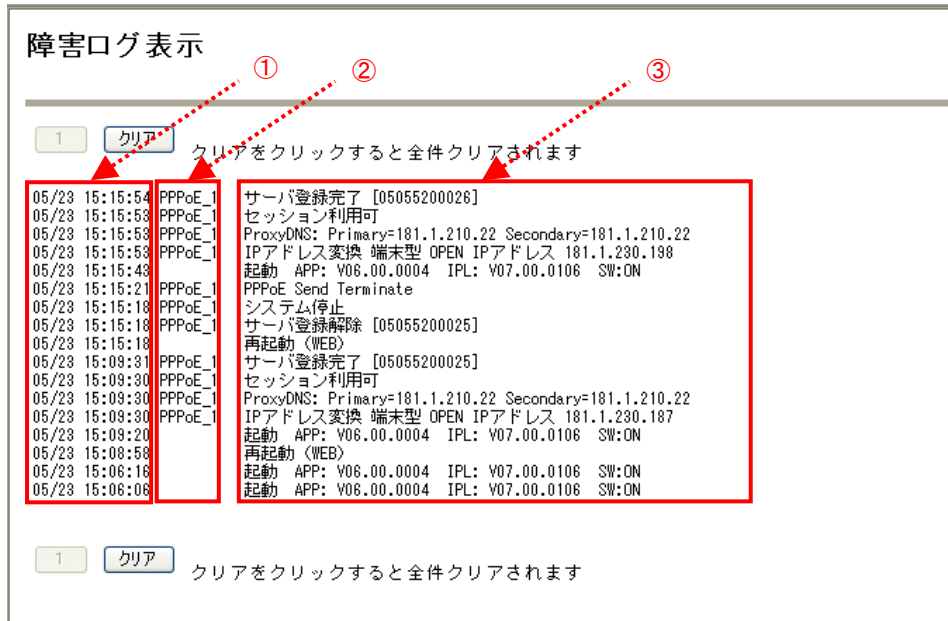 障害ログ表示
① ② ③
1 クリア クリアをクリックすると全件クリアされます
05/23 15:15:54 PPPoE_1 サーバ登録完了 [05055200026]
05/23 15:15:53 PPPoE_1 セッション利用可
05/23 15:15:53 PPPoE_1 ProxyDNS: Primary=181.1.210.22 Secondary=181.1.210.22
05/23 15:15:53 PPPoE_1 IPアドレス変換 端末型 OPEN IPアドレス 181.1.230.198
05/23 15:15:43 起動 APP: V06.00.0004 IPL: V07.00.0106 SW:ON
05/23 15:15:21 PPPoE_1 PPPoE Send Terminate
05/23 15:15:18 PPPoE_1 システム停止
05/23 15:15:18 PPPoE_1 サーバ登録解除 [05055200025]
05/23 15:15:18 再起動 (WEB)
05/23 15:09:31 PPPoE_1 サーバ登録完了 [05055200025]
05/23 15:09:30 PPPoE_1 セッション利用可
05/23 15:09:30 PPPoE_1 ProxyDNS: Primary=181.1.210.22 Secondary=181.1.210.22
05/23 15:09:30 PPPoE_1 IPアドレス変換 端末型 OPEN IPアドレス 181.1.230.187
05/23 15:09:20 起動 APP: V06.00.0004 IPL: V07.00.0106 SW:ON
05/23 15:08:58 再起動 (WEB)
05/23 15:06:16 起動 APP: V06.00.0004 IPL: V07.00.0106 SW:ON
05/23 15:06:06 起動 APP: V06.00.0004 IPL: V07.00.0106 SW:ON
1 クリア クリアをクリックすると全件クリアされます